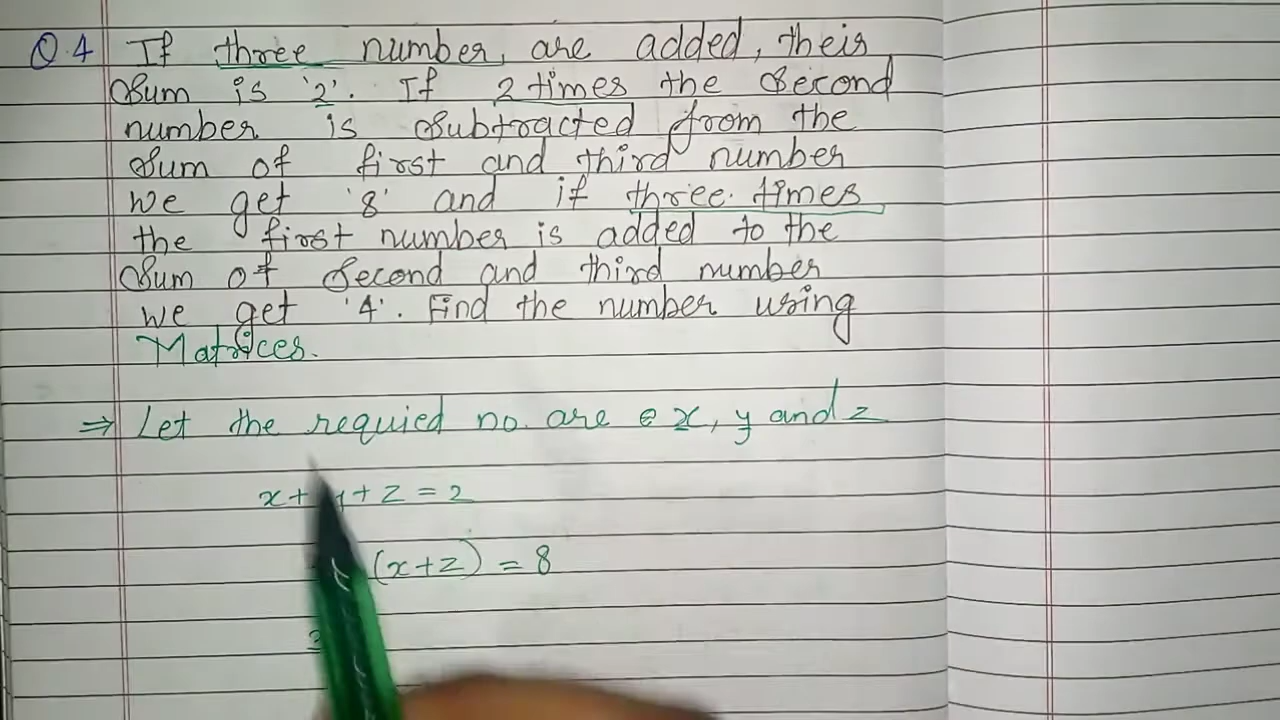 Q.4 If three number, are added, their
Sum is '2'. If 2 times the Second
number is Subtracted from the
Sum of first and third number
we get '8' and if three times
the first number is added to the
Sum of Second and third number
we get '4'. Find the number using
Matrices.
⇒ Let the requied no. are x, y and z
x+y+z = 2
(x+z) = 8
3